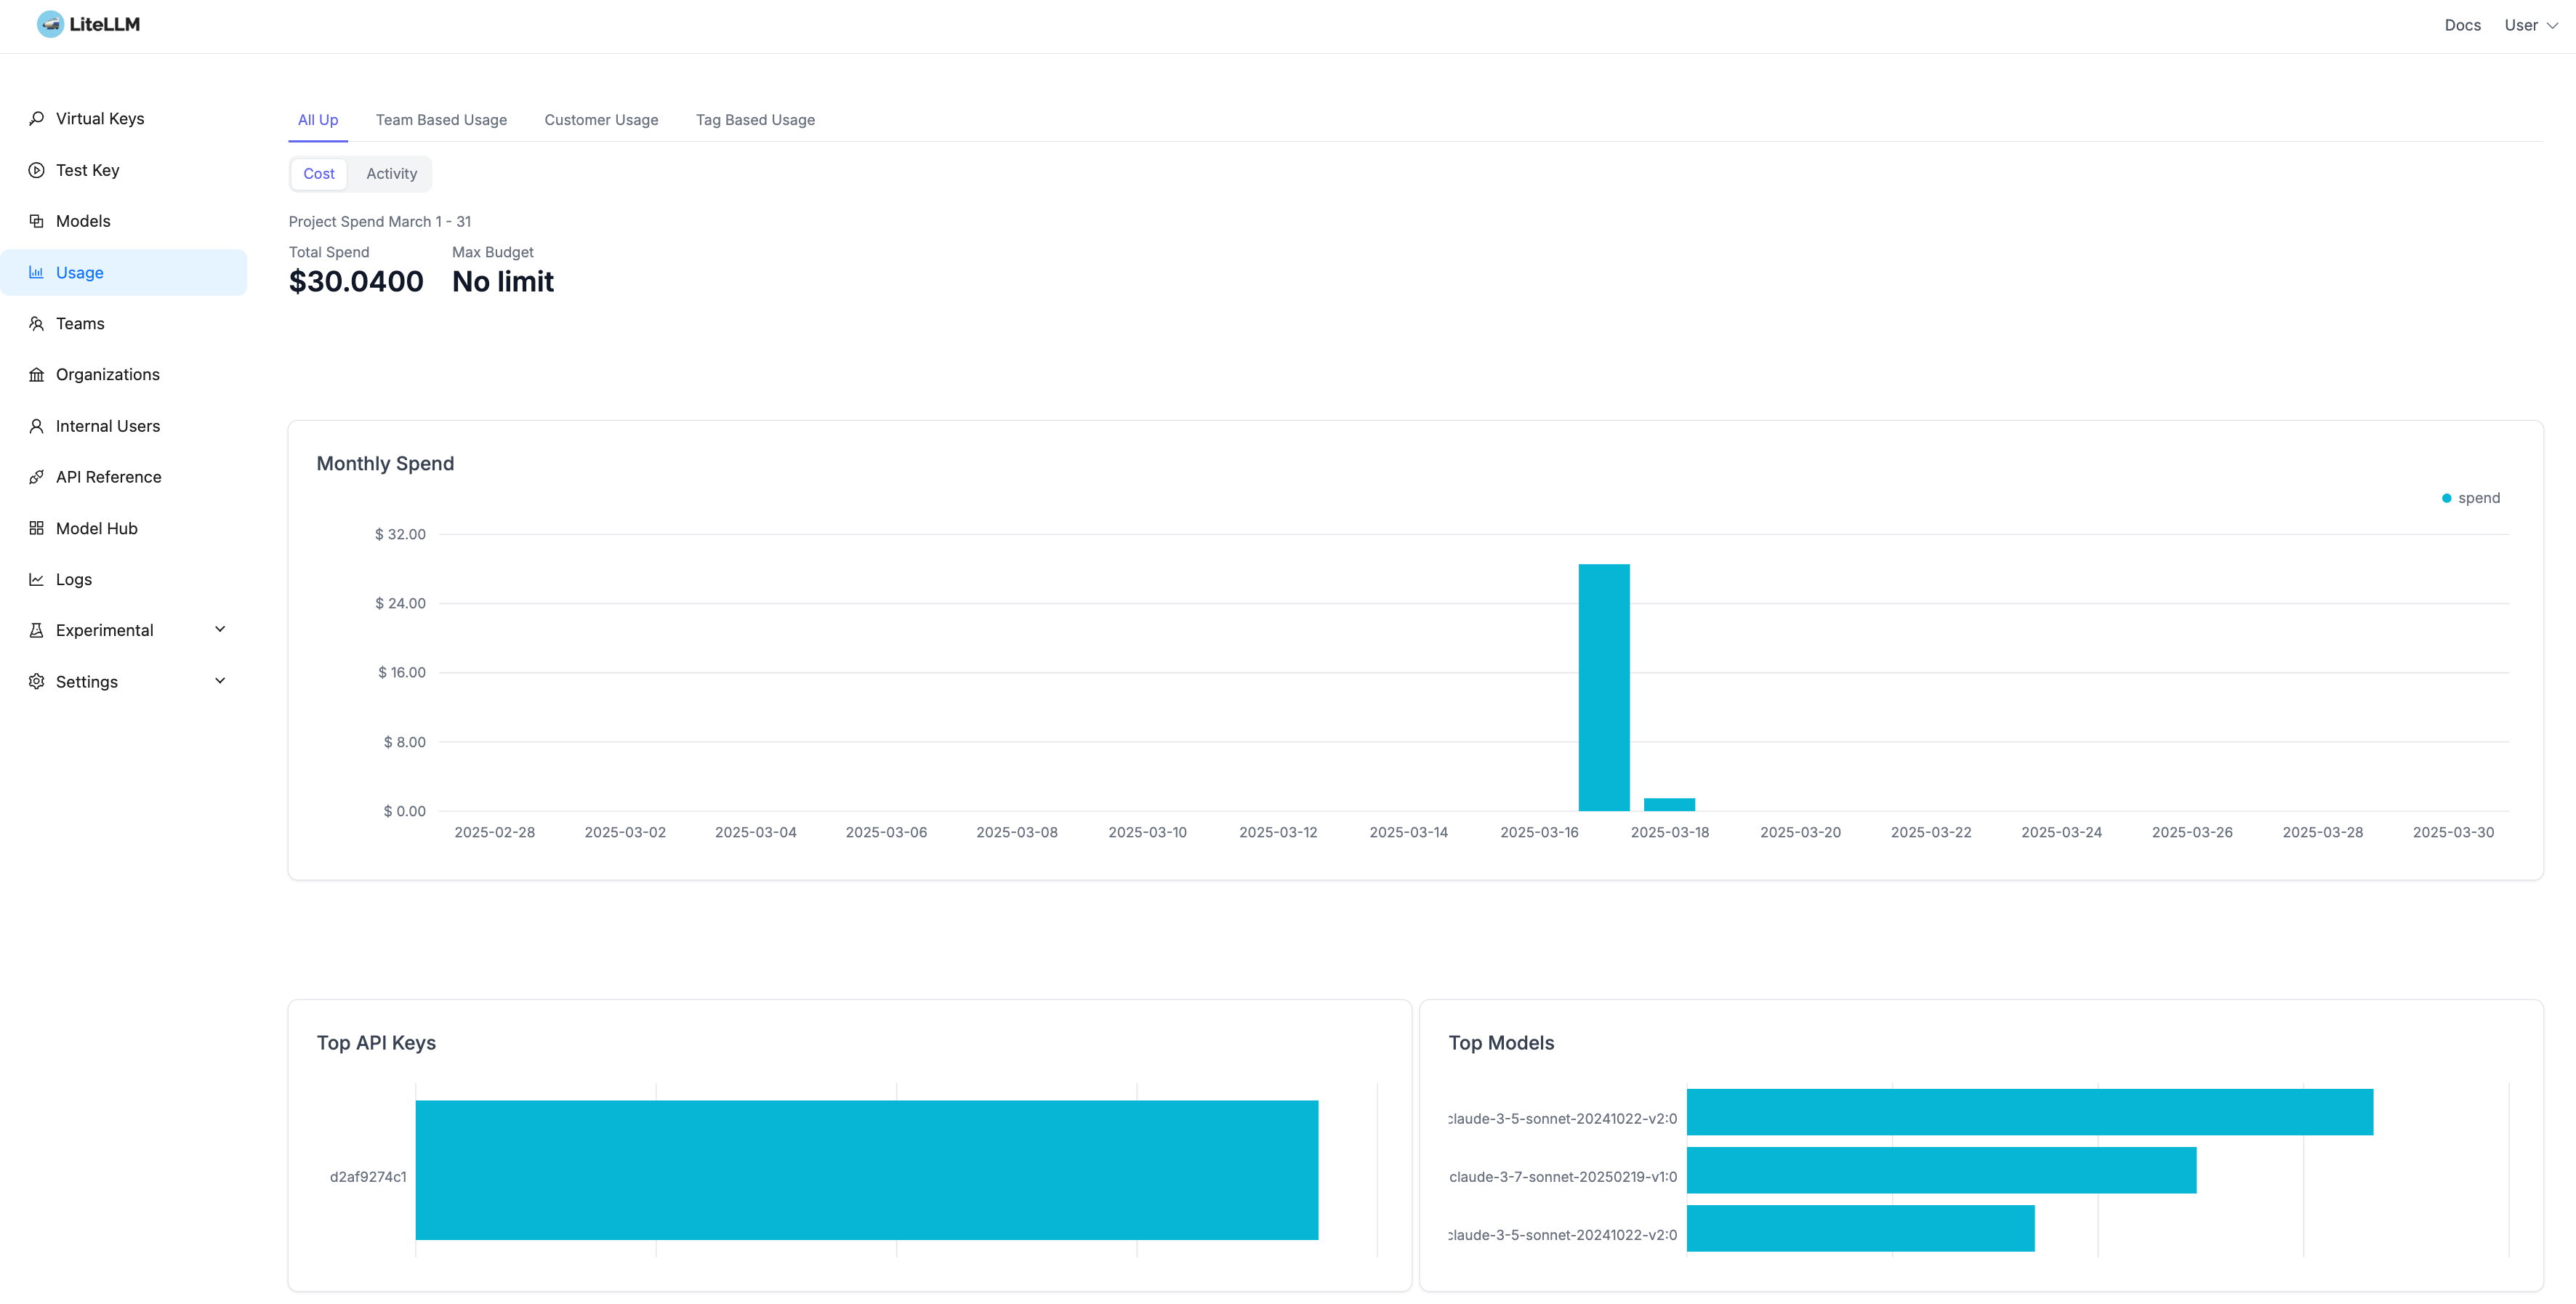 LiteLLM
Docs
User
Virtual Keys
Test Key
Models
Usage
Teams
Organizations
Internal Users
API Reference
Model Hub
Logs
Experimental
Settings
All Up
Team Based Usage
Customer Usage
Tag Based Usage
Cost
Activity
Project Spend March 1 - 31
Total Spend
$30.0400
Max Budget
No limit
Monthly Spend
spend
$ 32.00
$ 24.00
$ 16.00
$ 8.00
$ 0.00
2025-02-28
2025-03-02
2025-03-04
2025-03-06
2025-03-08
2025-03-10
2025-03-12
2025-03-14
2025-03-16
2025-03-18
2025-03-20
2025-03-22
2025-03-24
2025-03-26
2025-03-28
2025-03-30
Top API Keys
d2af9274c1
Top Models
claude-3-5-sonnet-20241022-v2:0
claude-3-7-sonnet-20250219-v1:0
claude-3-5-sonnet-20241022-v2:0